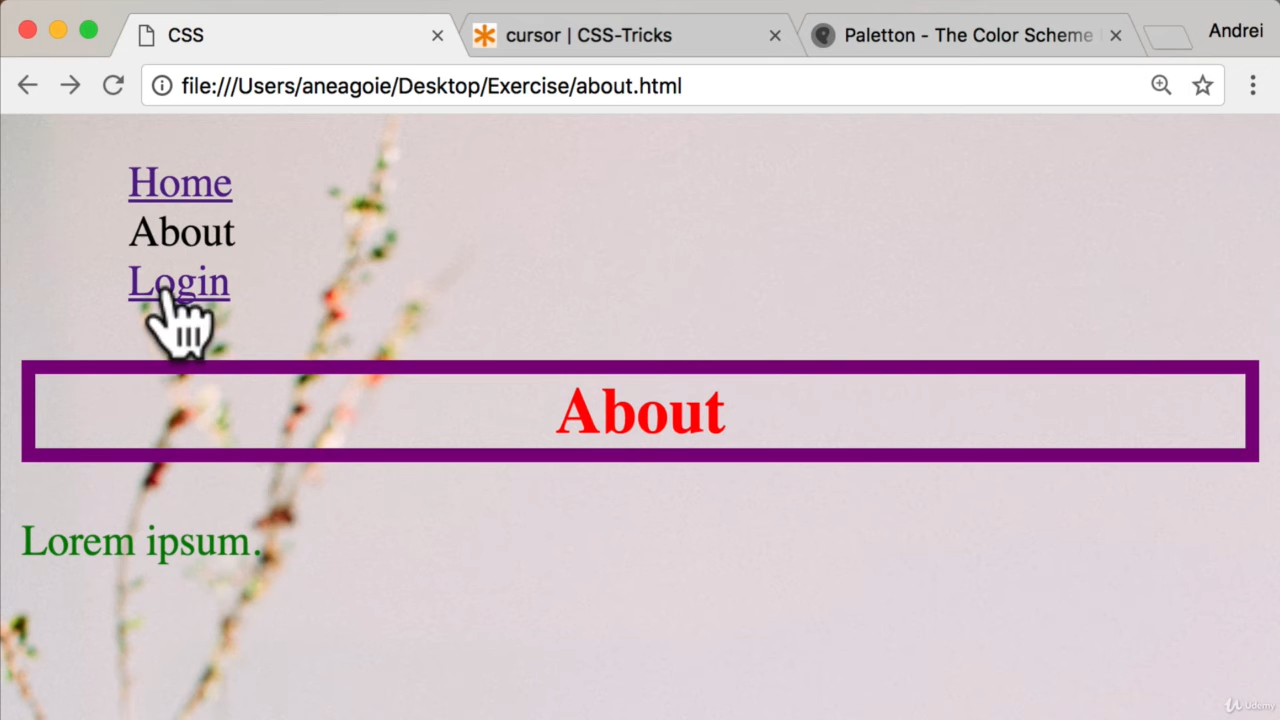 CSS
cursor | CSS-Tricks
Paletton - The Color Scheme
Andrei
file:///Users/aneagoie/Desktop/Exercise/about.html
Home
About
Login
About
Lorem ipsum.
Udemy